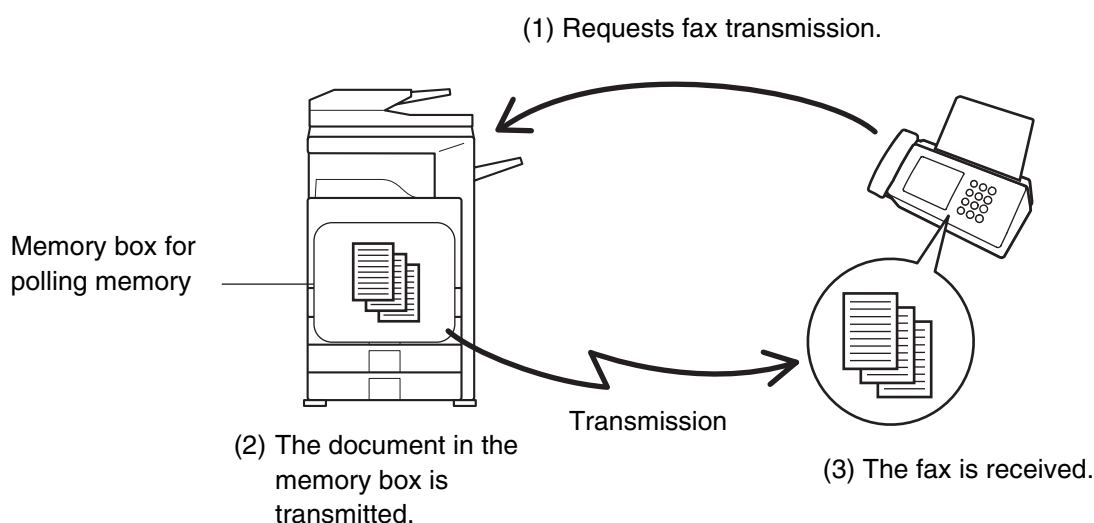 (1) Requests fax transmission.
Memory box for
polling memory
Transmission
(2) The document in the
memory box is
transmitted.
(3) The fax is received.